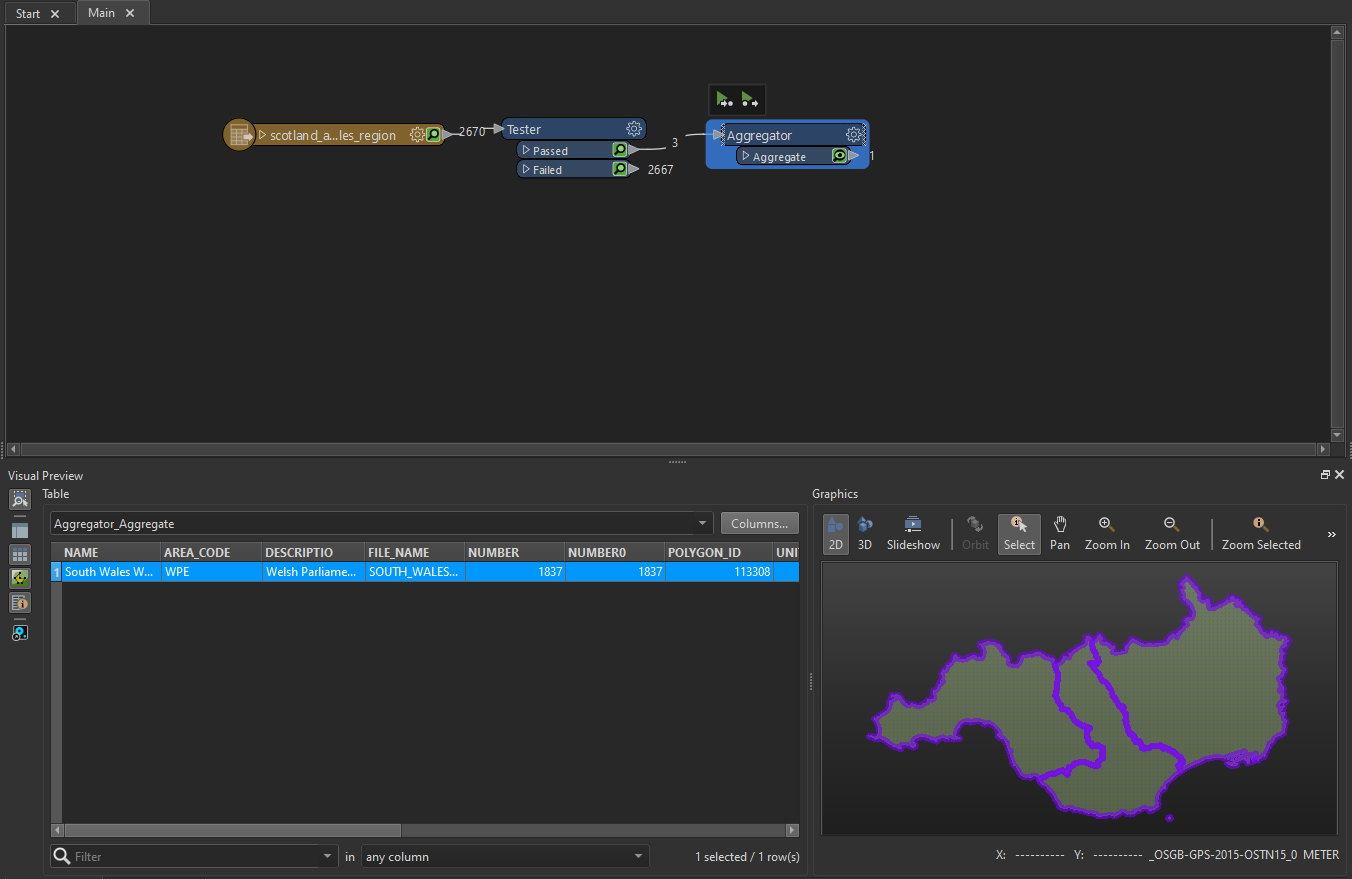 Start Main
scotland_a...les_region 2670 Tester Aggregator
Passed 3 Aggregate 1
Failed 2667
Visual Preview
Table Graphics
Aggregator_Aggregate Columns...
2D 3D Slideshow Orbit Select Pan Zoom In Zoom Out Zoom Selected »
NAME AREA_CODE DESCRIPTIO FILE_NAME NUMBER NUMBER0 POLYGON_ID UNI
1 South Wales W... WPE Welsh Parliame... SOUTH_WALES... 1837 1837 113308
Filter in any column 1 selected / 1 row(s)
X: ---------- Y: ---------- _OSGB-GPS-2015-OSTN15_0 METER